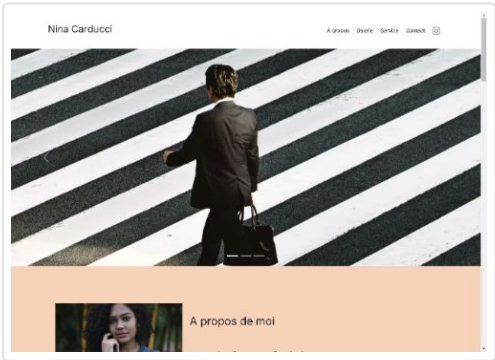 Nina Carducci
A propos Galerie Service Contact
A propos de moi